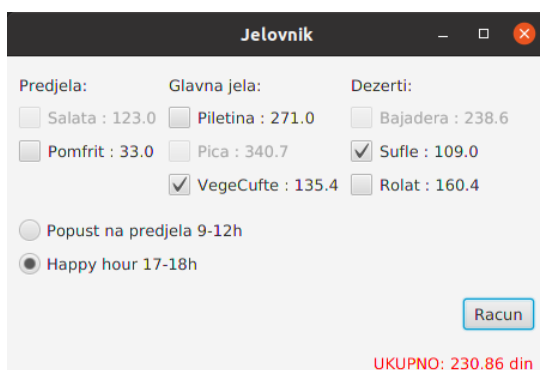 Jelovnik
Predjela: Glavna jela: Dezerti:
Salata : 123.0 Piletina : 271.0 Bajadera : 238.6
Pomfrit : 33.0 Pica : 340.7 Sufle : 109.0
VegeCufte : 135.4 Rolat : 160.4
Popust na predjela 9-12h
Happy hour 17-18h
Racun
UKUPNO: 230.86 din